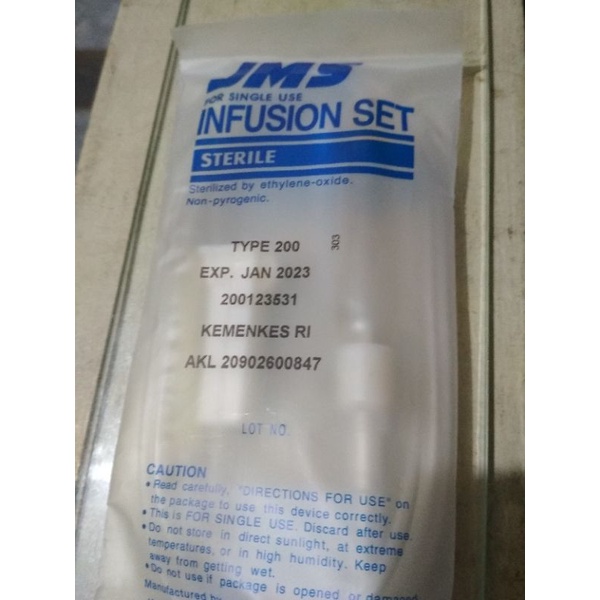 JMS
FOR SINGLE USE
INFUSION SET
STERILE
Sterilized by ethylene-oxide.
Non-pyrogenic.
TYPE 200
303
EXP. JAN 2023
200123531
KEMENKES RI
AKL 20902600847
LOT NO.
CAUTION
• Read carefully, "DIRECTIONS FOR USE" on
the package to use this device correctly.
• This is FOR SINGLE USE. Discard after use.
• Do not store in direct sunlight, at extreme
temperatures, or in high humidity. Keep
away from getting wet.
• Do not use if package is opened or damaged
Manufactured by